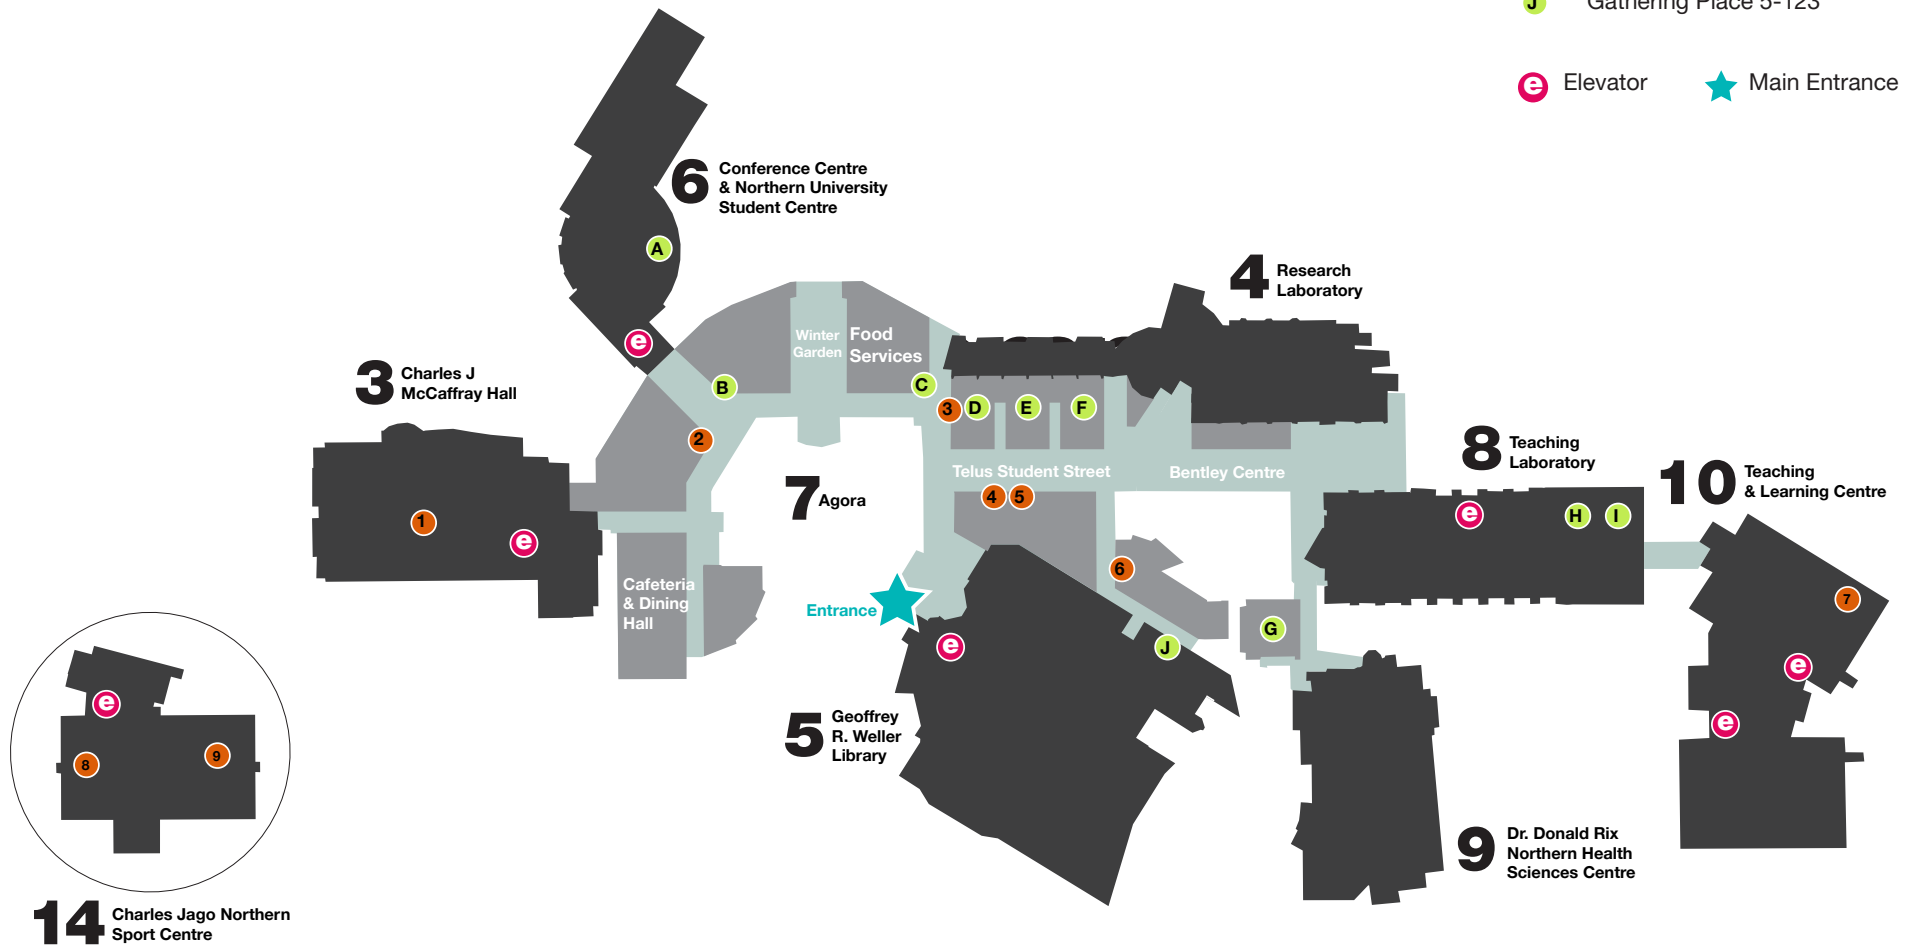 J Gathering Place 5-123
e Elevator Main Entrance
6 Conference Centre
& Northern University
Student Centre
A
e
4 Research
Laboratory
Winter
Garden
Food
Services
3 Charles J
McCaffray Hall
B
C
3
D
E
F
2
8 Teaching
Laboratory
10 Teaching
& Learning Centre
Telus Student Street
Bentley Centre
7 Agora
4
5
1
e
e
H
I
6
Cafeteria
& Dining
Hall
Entrance
7
G
e
J
e
e
e
8
9
5 Geoffrey
R. Weller
Library
9 Dr. Donald Rix
Northern Health
Sciences Centre
14 Charles Jago Northern
Sport Centre